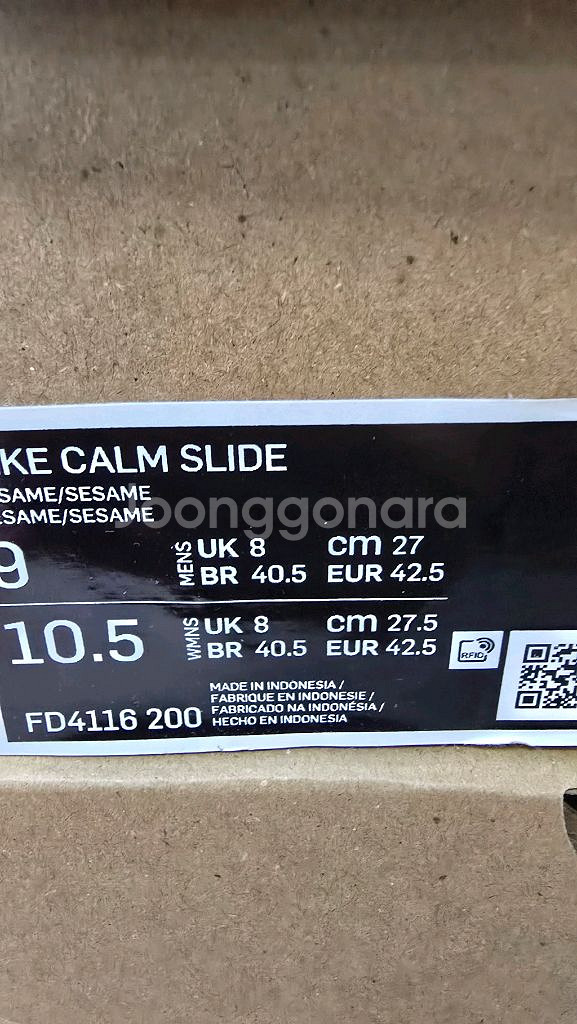 KE CALM SLIDE
SAME/SESAME
SAME/SESAME
Joonggonara
9 MENS UK 8 cm 27
BR 40.5 EUR 42.5
10.5 WMNS UK 8 cm 27.5
BR 40.5 EUR 42.5
RFID
MADE IN INDONESIA /
FABRIQUE EN INDONESIE /
FABRICADO NA INDONÉSIA /
FD4116 200 HECHO EN INDONESIA